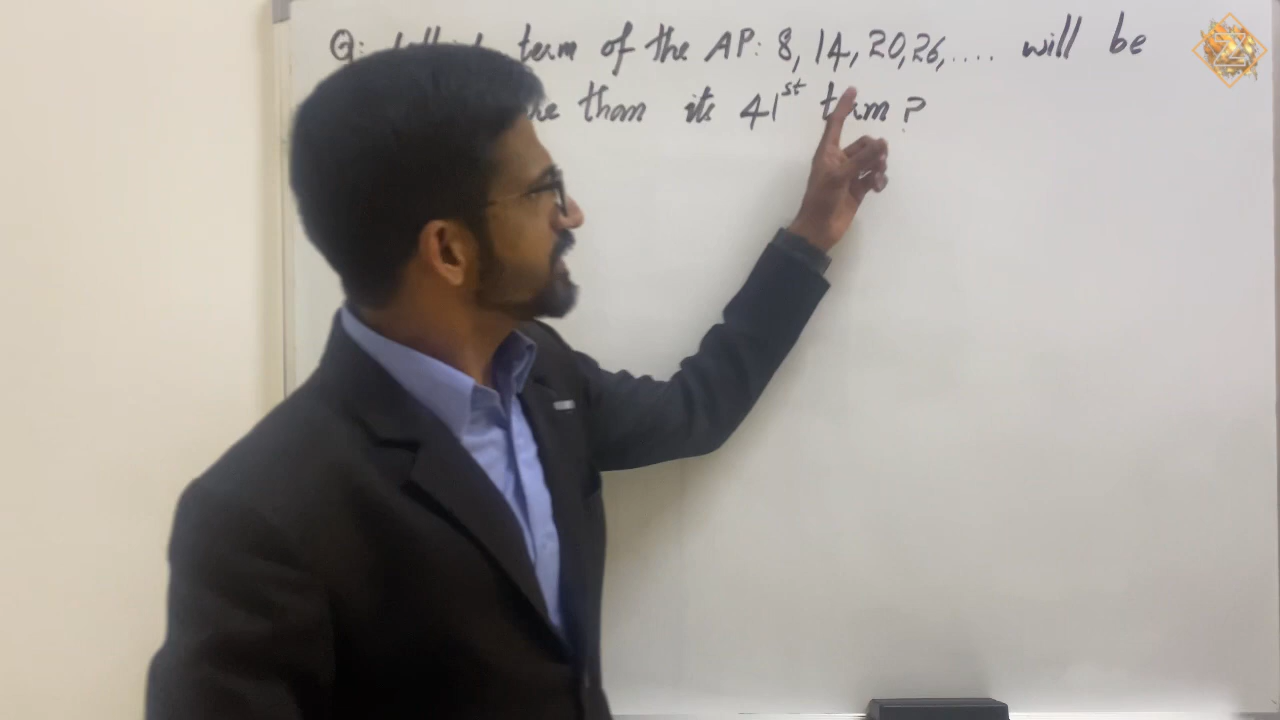 Q: term of the AP: 8, 14, 20, 26, .... will be
than its 41st term?